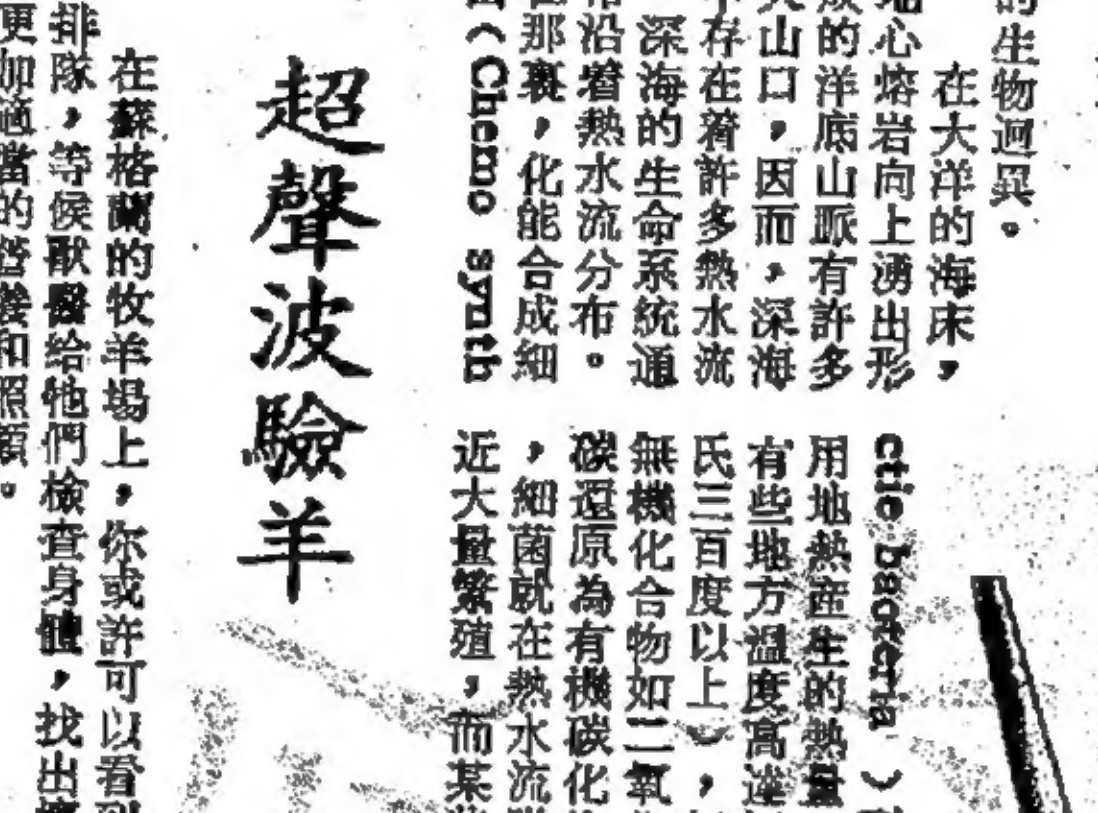 的生物迥異。
在大洋的海床，
地心熔岩向上湧出形
成的洋底山脈有許多
火山口，因而，深海
中存在着許多熱水流
深海的生命系統通
常沿着熱水流分布。
在那裏，化能合成細
菌（Chemo synth
ctic bacteria ）
用地熱產生的熱量
有些地方溫度高達
氏三百度以上），
無機化合物如二氧
碳還原為有機碳化
，細菌就在熱水流
近大量繁殖，而某
超聲波驗羊
在蘇格蘭的牧羊場上，你或許可以看到
排隊，等候獸醫給牠們檢查身體，找出
更加適當的營養和照顧。